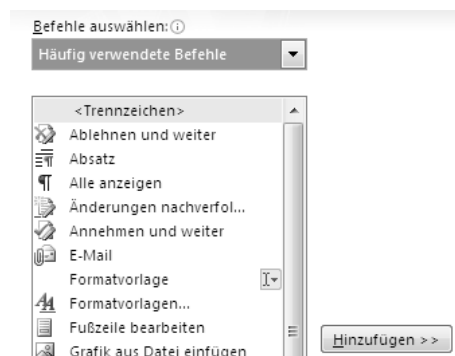 Befehle auswählen:
Häufig verwendete Befehle
<Trennzeichen>
Ablehnen und weiter
Absatz
Alle anzeigen
Änderungen nachverfol...
Annehmen und weiter
E-Mail
Formatvorlage
Formatvorlagen...
Fußzeile bearbeiten
Hinzufügen >>
Grafik aus Datei einfügen